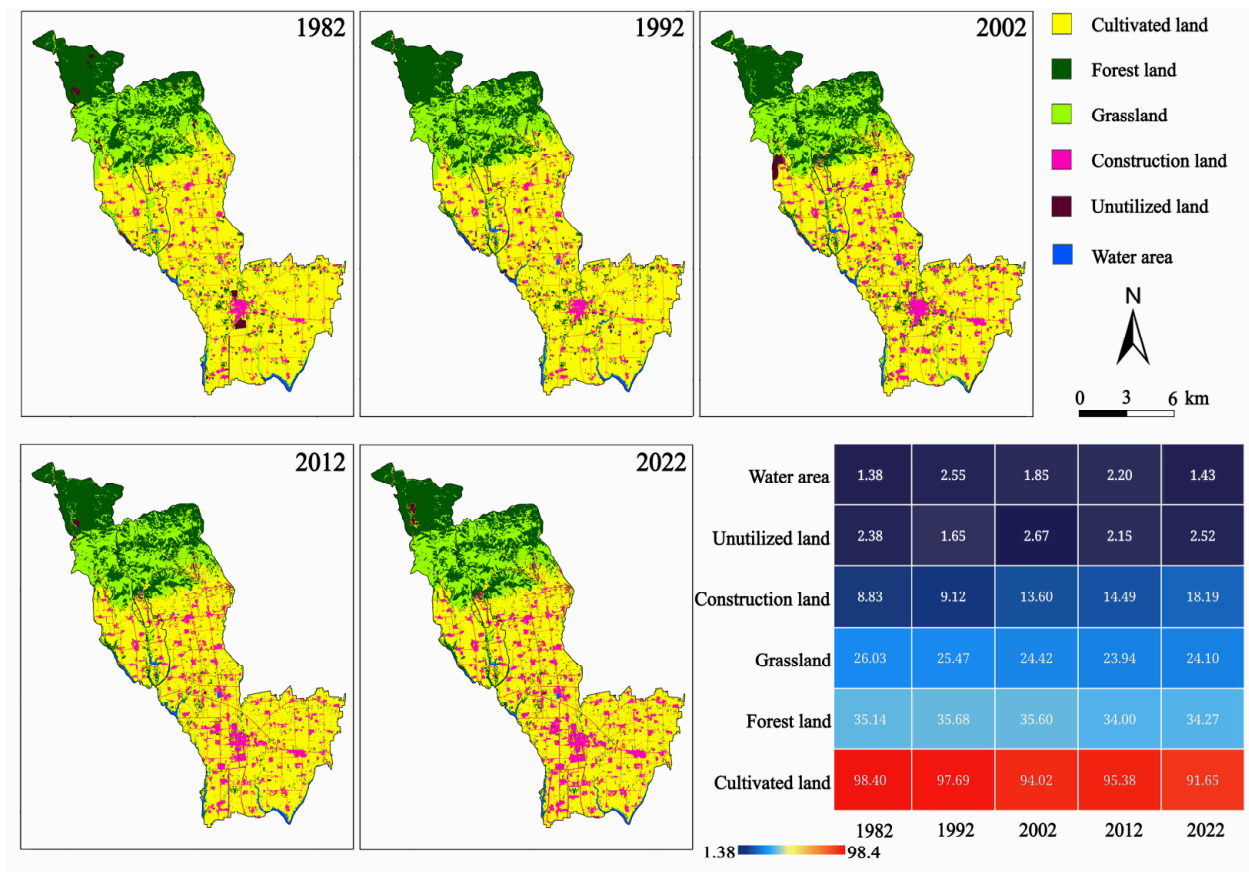 1982
1992
2002
Cultivated land
Forest land
Grassland
Construction land
Unutilized land
Water area
N
0 3 6 km
2012
2022
Water area 1.38 2.55 1.85 2.20 1.43
Unutilized land 2.38 1.65 2.67 2.15 2.52
Construction land 8.83 9.12 13.60 14.49 18.19
Grassland 26.03 25.47 24.42 23.94 24.10
Forest land 35.14 35.68 35.60 34.00 34.27
Cultivated land 98.40 97.69 94.02 95.38 91.65
1982 1992 2002 2012 2022
1.38 98.4